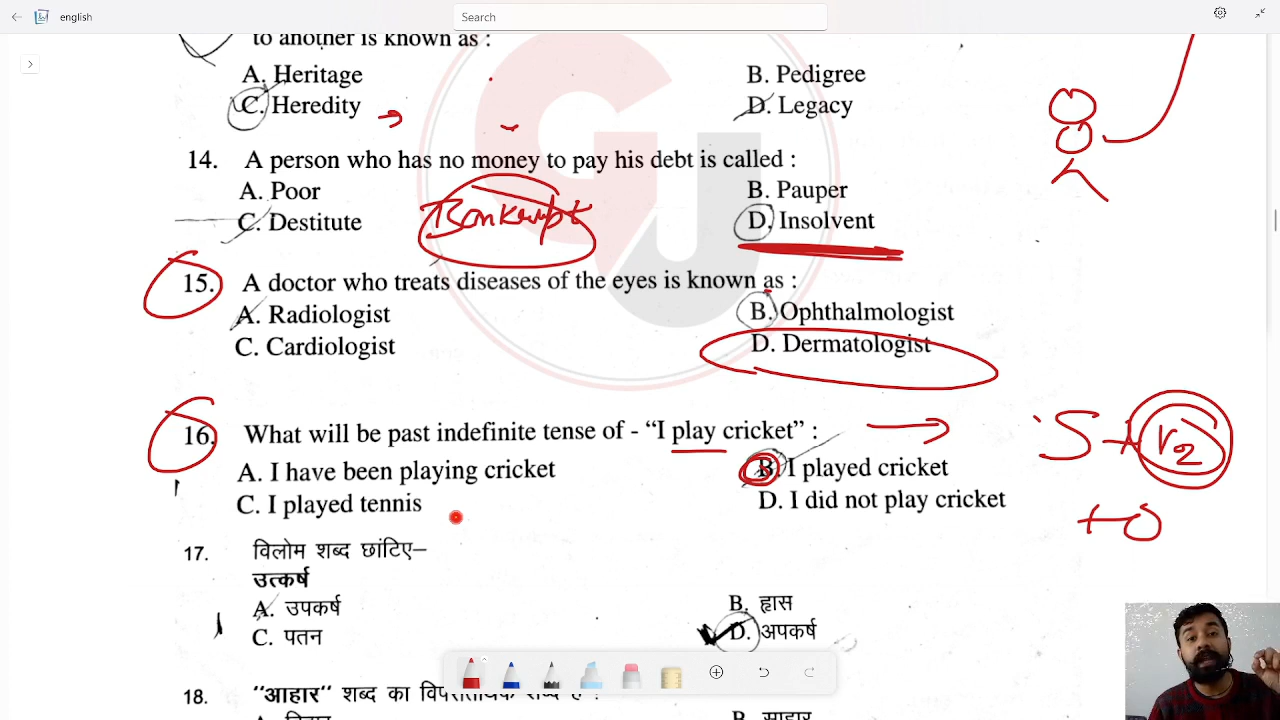 english
Search
to another is known as :
A. Heritage
B. Pedigree
C. Heredity
D. Legacy
14. A person who has no money to pay his debt is called :
A. Poor
B. Pauper
C. Destitute
Bankrupt
D. Insolvent
15. A doctor who treats diseases of the eyes is known as :
A. Radiologist
B. Ophthalmologist
C. Cardiologist
D. Dermatologist
16. What will be past indefinite tense of - “I play cricket” :
S + V2
A. I have been playing cricket
B. I played cricket
C. I played tennis
D. I did not play cricket
+O
17. विलोम शब्द छांटिए–
उत्कर्ष
A. उपकर्ष
B. ह्रास
C. पतन
D. अपकर्ष
18. "आहार" शब्द का